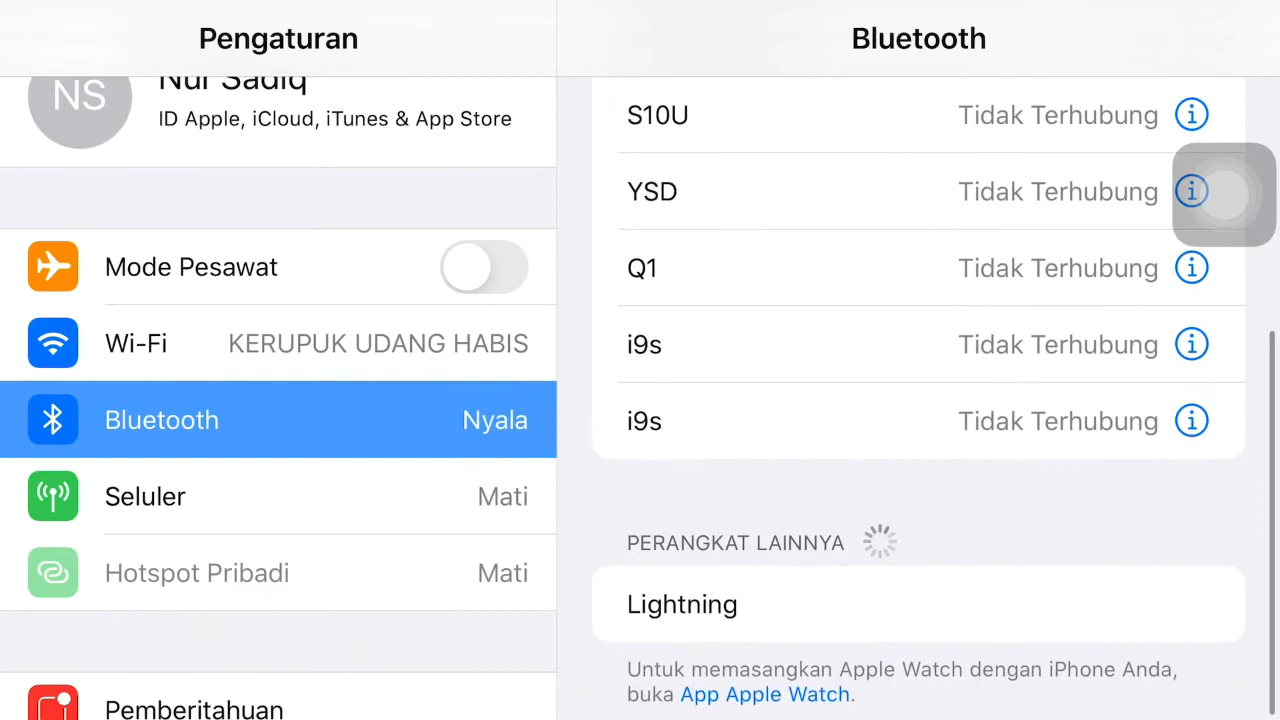 Pengaturan
NS
Nur Sadiq
ID Apple, iCloud, iTunes & App Store
Mode Pesawat
Wi-Fi KERUPUK UDANG HABIS
Bluetooth Nyala
Seluler Mati
Hotspot Pribadi Mati
Pemberitahuan
Bluetooth
S10U Tidak Terhubung
YSD Tidak Terhubung
Q1 Tidak Terhubung
i9s Tidak Terhubung
i9s Tidak Terhubung
PERANGKAT LAINNYA
Lightning
Untuk memasangkan Apple Watch dengan iPhone Anda,
buka App Apple Watch.